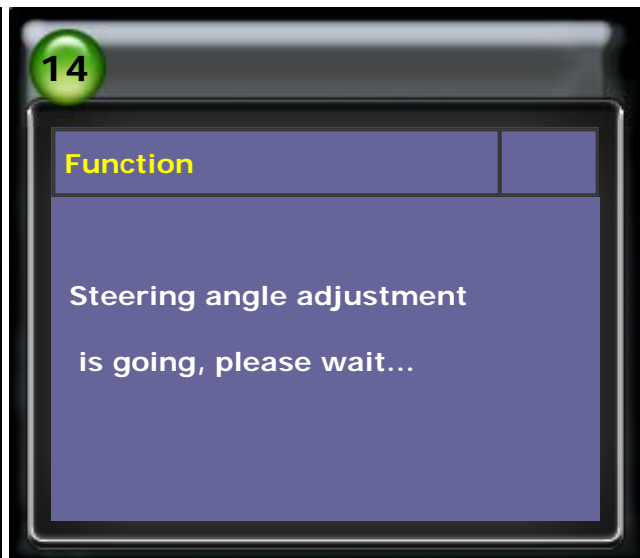 14
Function
Steering angle adjustment
is going, please wait...